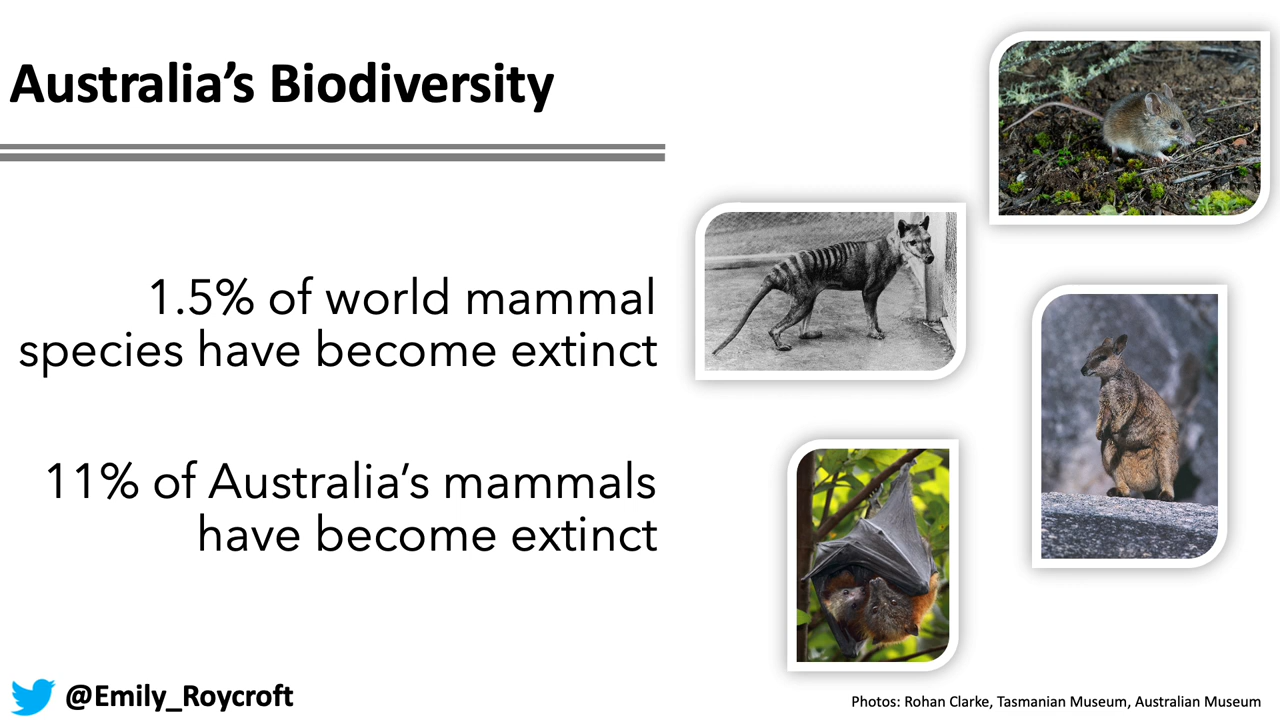 Australia’s Biodiversity
1.5% of world mammal
species have become extinct
11% of Australia’s mammals
have become extinct
@Emily_Roycroft
Photos: Rohan Clarke, Tasmanian Museum, Australian Museum